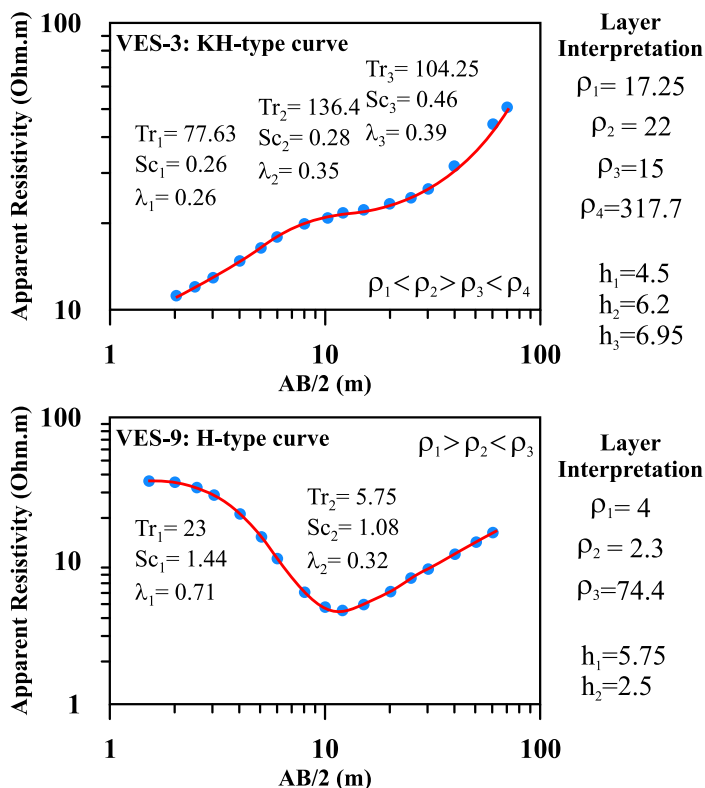 VES-3: KH-type curve
Apparent Resistivity (Ohm.m)
100
10
Tr₁= 77.63
Sc₁= 0.26
λ₁= 0.26
Tr₂= 136.4
Sc₂= 0.28
λ₂= 0.35
Tr₃= 104.25
Sc₃= 0.46
λ₃= 0.39
ρ₁< ρ₂> ρ₃< ρ₄
1
10
100
AB/2 (m)
Layer
Interpretation
ρ₁= 17.25
ρ₂ = 22
ρ₃=15
ρ₄=317.7
h₁=4.5
h₂=6.2
h₃=6.95
VES-9: H-type curve
Apparent Resistivity (Ohm.m)
100
10
1
ρ₁> ρ₂< ρ₃
Tr₁= 23
Sc₁= 1.44
λ₁= 0.71
Tr₂= 5.75
Sc₂= 1.08
λ₂= 0.32
1
10
100
AB/2 (m)
Layer
Interpretation
ρ₁= 4
ρ₂ = 2.3
ρ₃=74.4
h₁=5.75
h₂=2.5